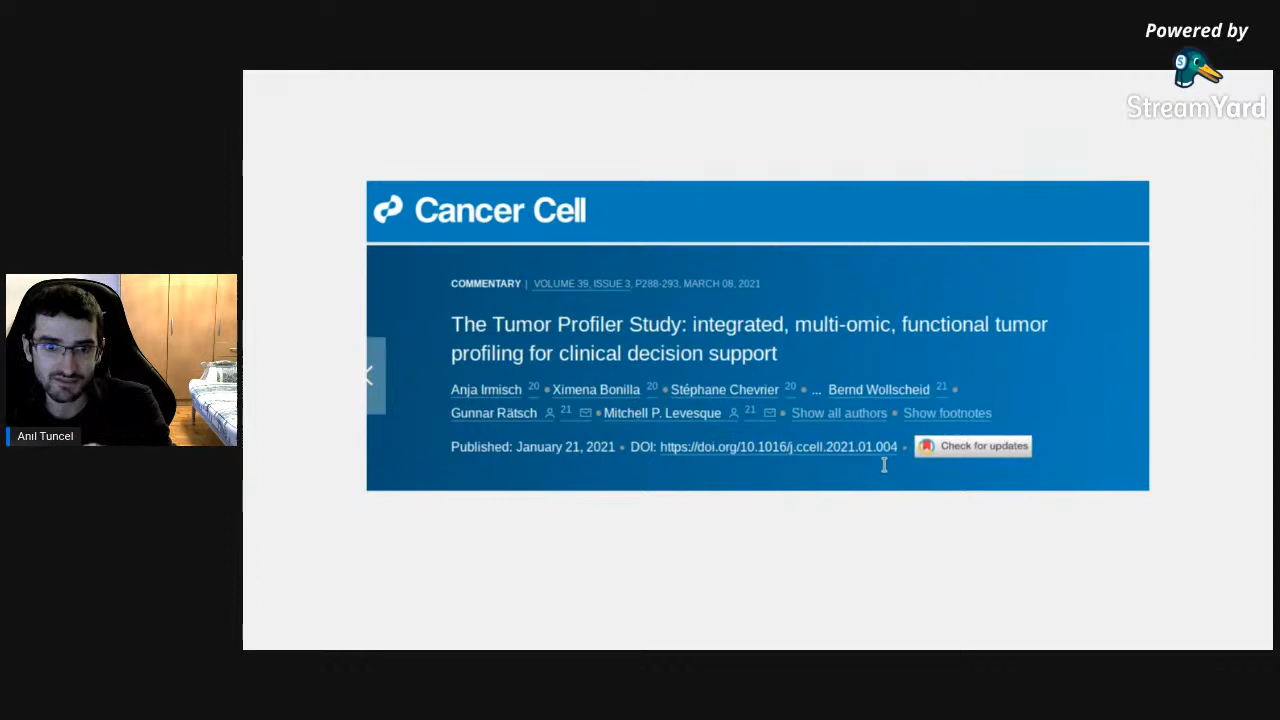 Powered by
StreamYard
Cancer Cell
COMMENTARY | VOLUME 39, ISSUE 3, P288-293, MARCH 08, 2021
The Tumor Profiler Study: integrated, multi-omic, functional tumor
profiling for clinical decision support
Anja Irmisch 20 • Ximena Bonilla 20 • Stéphane Chevrier 20 • ... Bernd Wollscheid 21 •
Gunnar Rätsch 21 • Mitchell P. Levesque 21 • Show all authors • Show footnotes
Published: January 21, 2021 • DOI: https://doi.org/10.1016/j.ccell.2021.01.004 • Check for updates
Anıl Tuncel